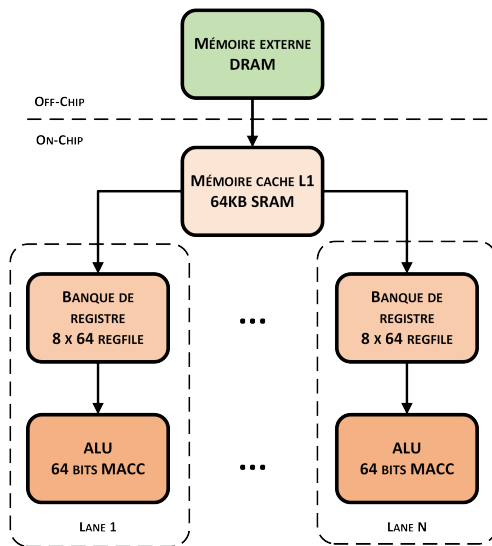 MÉMOIRE EXTERNE
DRAM
OFF-CHIP
ON-CHIP
MÉMOIRE CACHE L1
64KB SRAM
BANQUE DE
REGISTRE
8 X 64 REGFILE
BANQUE DE
REGISTRE
8 X 64 REGFILE
...
ALU
64 BITS MACC
ALU
64 BITS MACC
...
LANE 1
LANE N